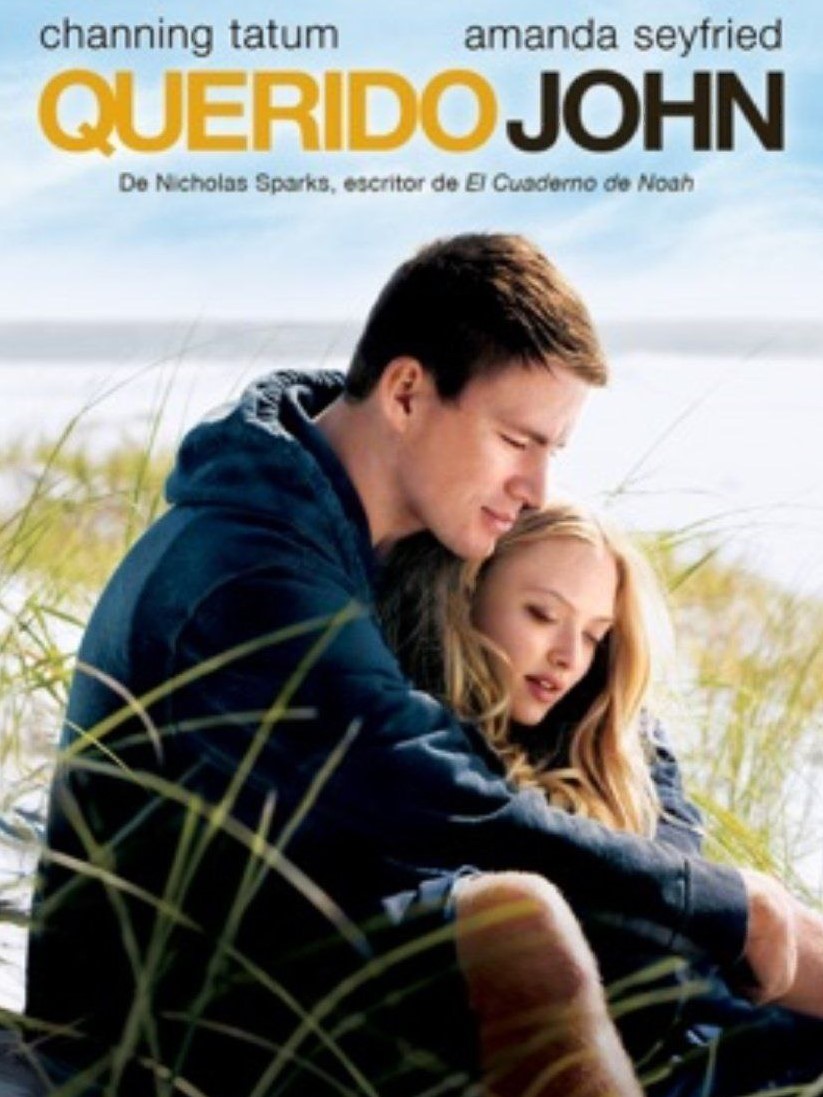 channing tatum amanda seyfried
QUERIDO JOHN
De Nicholas Sparks, escritor de El Cuaderno de Noah